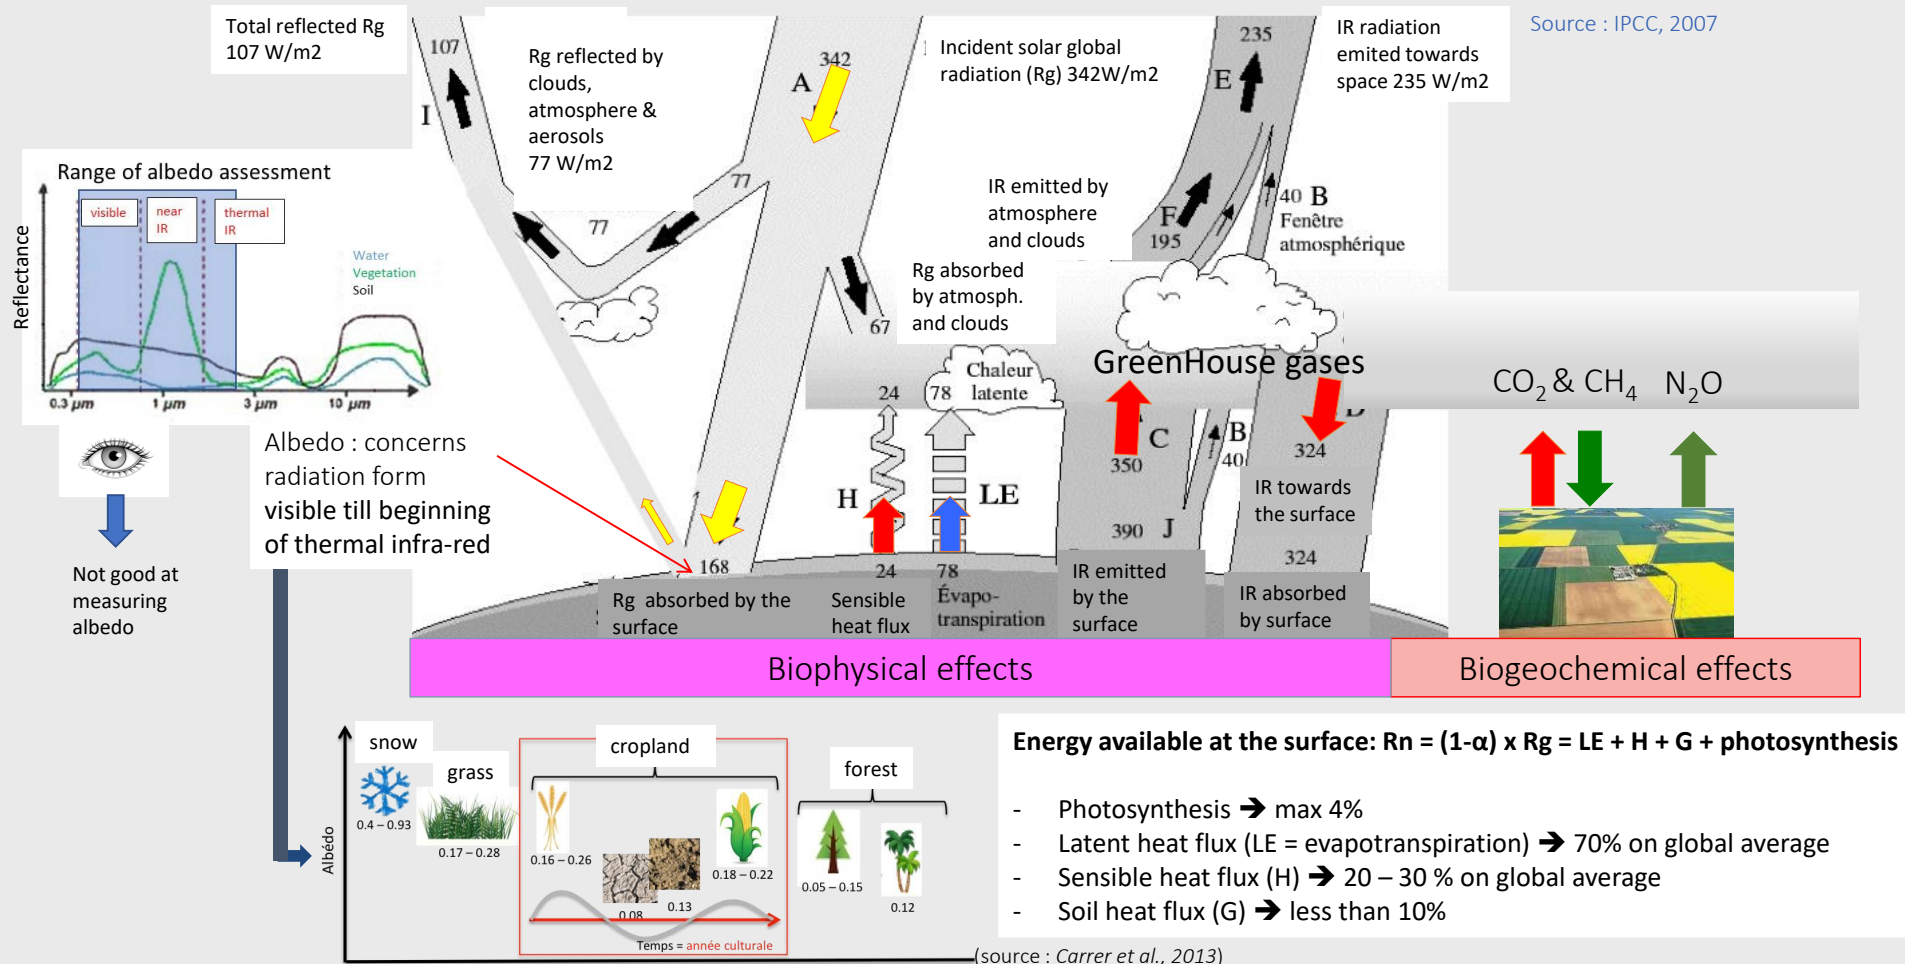 Total reflected Rg
107 W/m2
107
I
Rg reflected by
clouds,
atmosphere &
aerosols
77 W/m2
77
77
342
A
Incident solar global
radiation (Rg) 342W/m2
235
E
IR radiation
emited towards
space 235 W/m2
Source : IPCC, 2007
Range of albedo assessment
visible
near
IR
thermal
IR
Water
Vegetation
Soil
Reflectance
0.3 µm
1 µm
3 µm
10 µm
IR emitted by
atmosphere
and clouds
F
195
40 B
Fenêtre
atmosphérique
Rg absorbed
by atmosph.
and clouds
67
GreenHouse gases
Chaleur
latente
24
78
CO2 & CH4
N2O
Not good at
measuring
albedo
Albedo : concerns
radiation form
visible till beginning
of thermal infra-red
H
LE
C
350
B
40
D
324
IR towards
the surface
390
J
168
24
78
324
Rg absorbed by the
surface
Sensible
heat flux
Évapo-
transpiration
IR emitted
by the
surface
IR absorbed
by surface
Biophysical effects
Biogeochemical effects
Albédo
snow
0.4 – 0.93
grass
0.17 – 0.28
cropland
0.16 – 0.26
0.08
0.13
0.18 – 0.22
Temps = année culturale
forest
0.05 – 0.15
0.12
(source : Carrer et al., 2013)
Energy available at the surface: Rn = (1-α) x Rg = LE + H + G + photosynthesis
- Photosynthesis ➔ max 4%
- Latent heat flux (LE = evapotranspiration) ➔ 70% on global average
- Sensible heat flux (H) ➔ 20 – 30 % on global average
- Soil heat flux (G) ➔ less than 10%